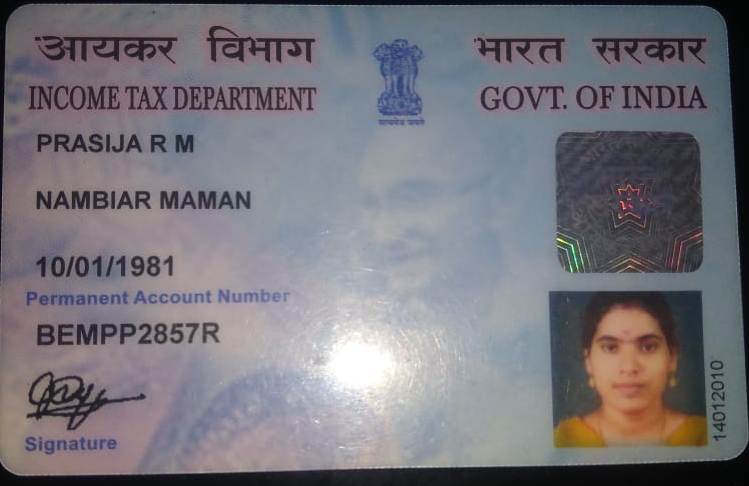 आयकर विभाग
भारत सरकार
INCOME TAX DEPARTMENT
GOVT. OF INDIA
सत्यमेव जयते
PRASIJA R M
NAMBIAR MAMAN
10/01/1981
Permanent Account Number
BEMPP2857R
Signature
14012010